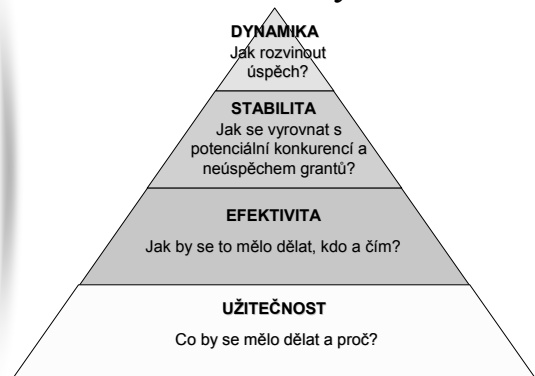 DYNAMIKA
Jak rozvinout
úspěch?
STABILITA
Jak se vyrovnat s
potenciální konkurencí a
neúspěchem grantů?
EFEKTIVITA
Jak by se to mělo dělat, kdo a čím?
UŽITEČNOST
Co by se mělo dělat a proč?